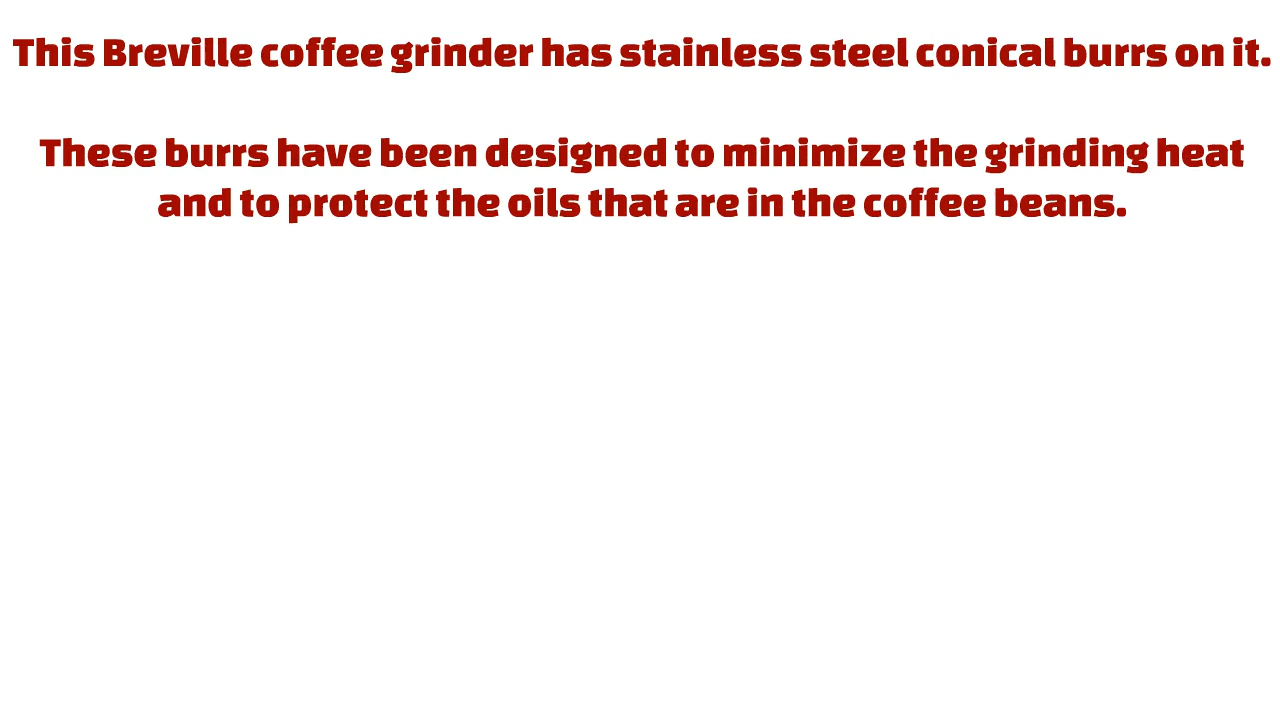 This Breville coffee grinder has stainless steel conical burrs on it.
These burrs have been designed to minimize the grinding heat
and to protect the oils that are in the coffee beans.